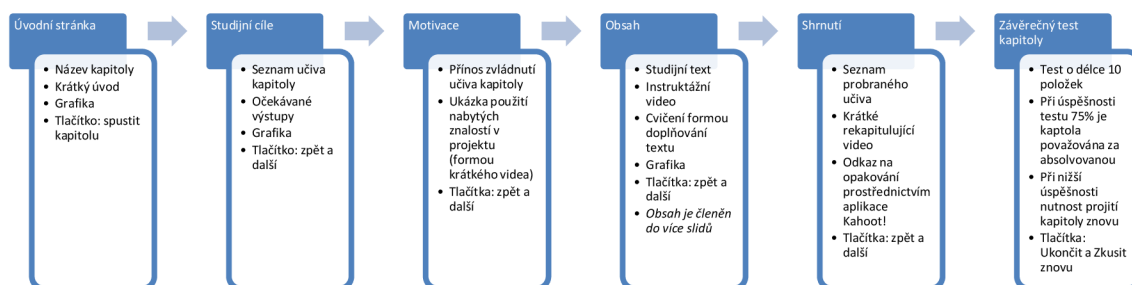 Úvodní stránka
• Název kapitoly
• Krátký úvod
• Grafika
• Tlačítko: spustit
kapitolu
Studijní cíle
• Seznam učiva
kapitoly
• Očekávané
výstupy
• Grafika
• Tlačítko: zpět a
další
Motivace
• Přínos zvládnutí
učiva kapitoly
• Ukázka použití
nabytých
znalostí v
projektu
(formou
krátkého videa)
• Tlačítka: zpět a
další
Obsah
• Studijní text
• Instruktážní
video
• Cvičení formou
doplňování
textu
• Grafika
• Tlačítka: zpět a
další
• Obsah je členěn
do více slidů
Shrnutí
• Seznam
probraného
učiva
• Krátké
rekapitulující
video
• Odkaz na
opakování
prostřednictvím
aplikace
Kahoot!
• Tlačítka: zpět a
další
Závěrečný test
kapitoly
• Test o délce 10
položek
• Při úspěšnosti
testu 75% je
kaptola
považována za
absolvovanou
• Při nižší
úspěšnosti
nutnost projití
kapitoly znovu
• Tlačítka:
Ukončit a Zkusit
znovu